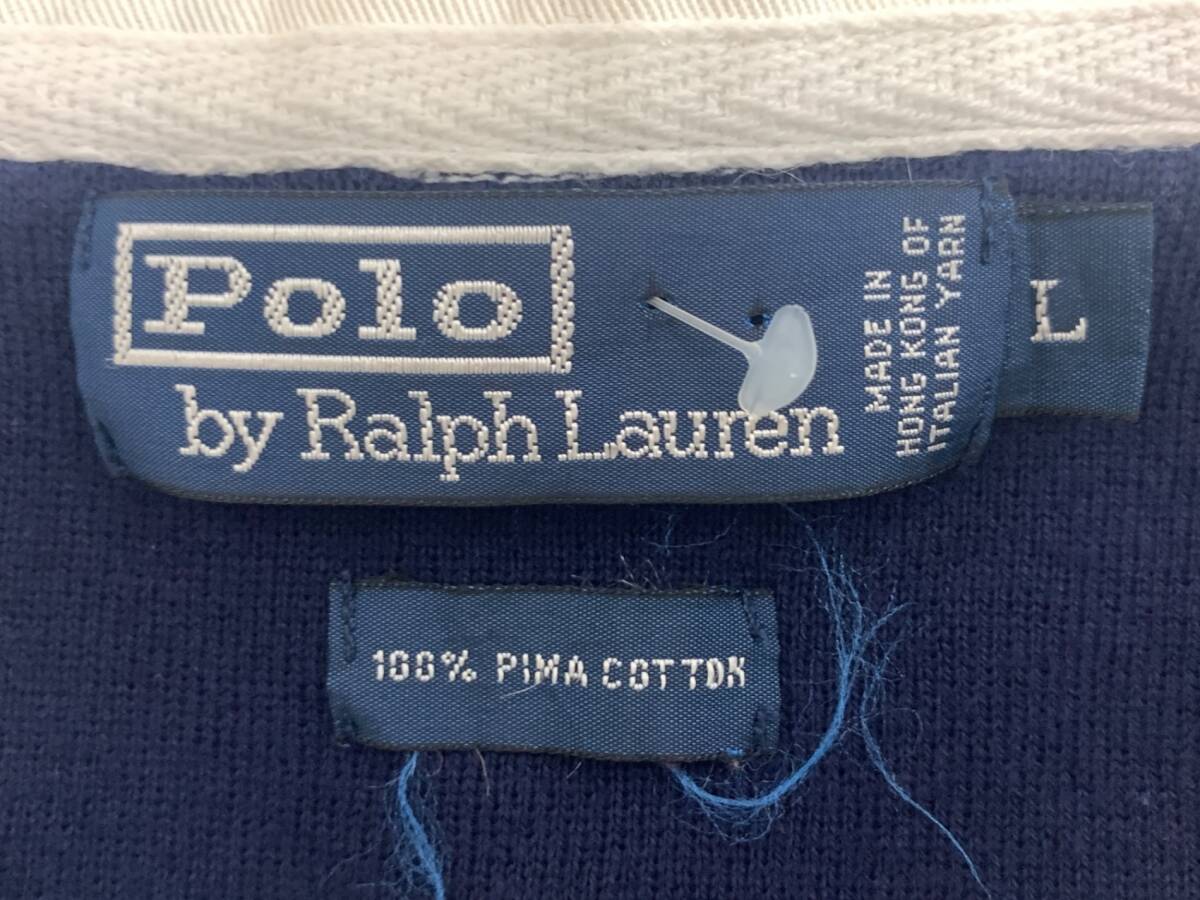 Polo
by Ralph Lauren
MADE IN
HONG KONG OF
ITALIAN YARN
L
100% PIMA COTTON